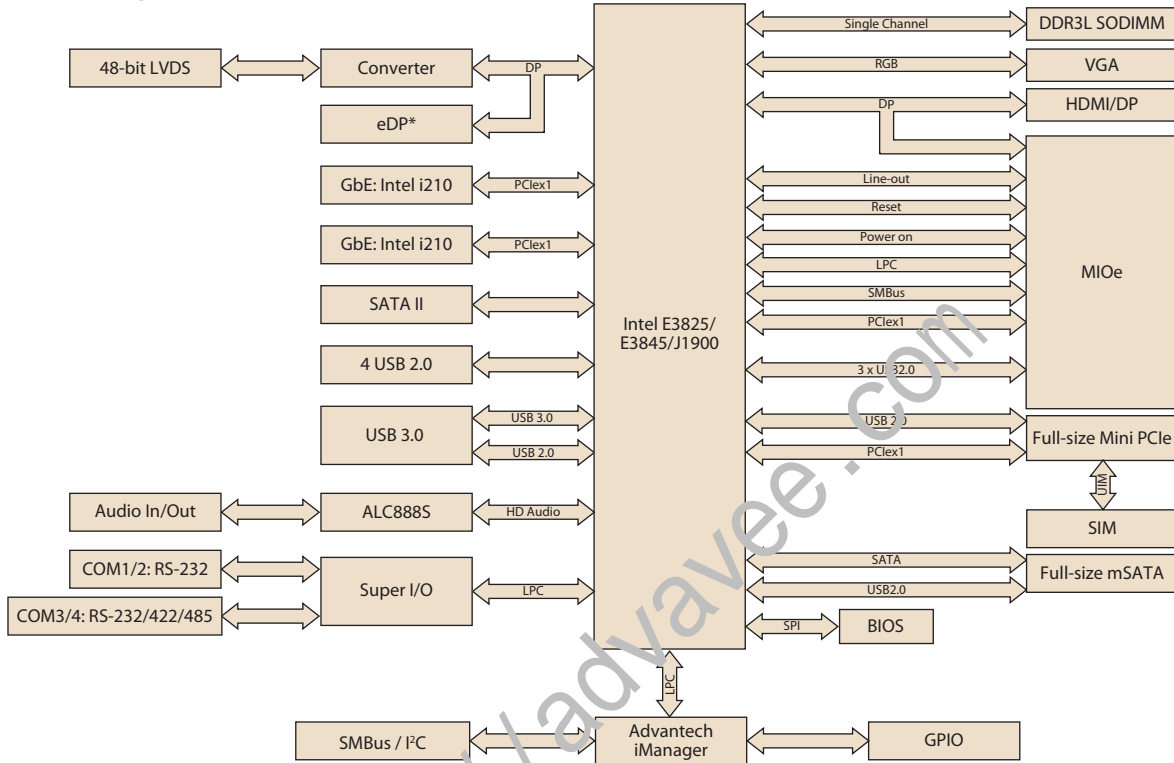 Single Channel
DDR3L SODIMM
48-bit LVDS
Converter
DP
RGB
VGA
eDP*
DP
HDMI/DP
GbE: Intel i210
PCIex1
Line-out
Reset
GbE: Intel i210
PCIex1
Power on
LPC
SMBus
PCIex1
MIOe
SATA II
Intel E3825/
E3845/J1900
4 USB 2.0
3 x USB2.0
USB 3.0
USB 3.0
USB 2.0
USB 2.0
PCIex1
Full-size Mini PCIe
UIM
SIM
Audio In/Out
ALC888S
HD Audio
COM1/2: RS-232
COM3/4: RS-232/422/485
Super I/O
LPC
SATA
USB2.0
Full-size mSATA
SPI
BIOS
LPC
SMBus / I²C
Advantech
iManager
GPIO
/advavee.com